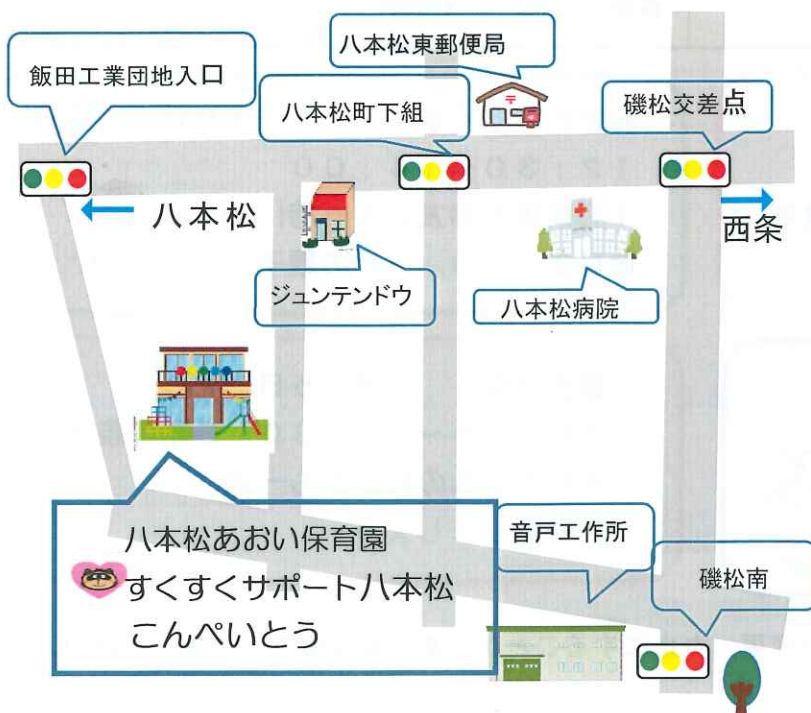 八本松東郵便局
飯田工業団地入口
八本松町下組
磯松交差点
八本松
西条
ジュンテンドウ
八本松病院
八本松あおい保育園
すくすくサポート八本松
こんぺいとう
音戸工作所
磯松南